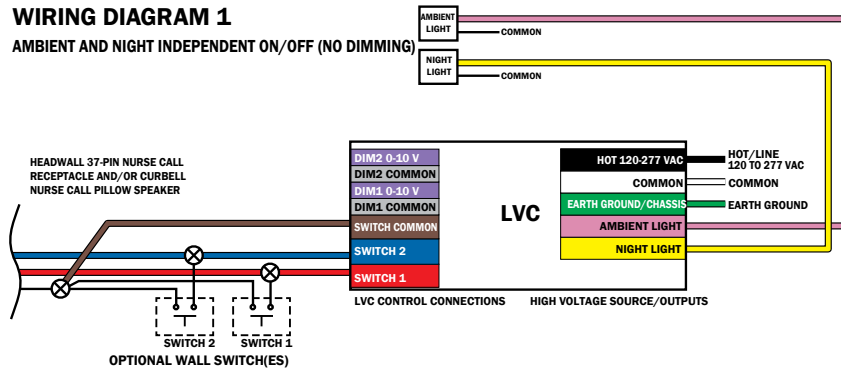 WIRING DIAGRAM 1
AMBIENT AND NIGHT INDEPENDENT ON/OFF (NO DIMMING)
AMBIENT
LIGHT
COMMON
NIGHT
LIGHT
COMMON
HEADWALL 37-PIN NURSE CALL
RECEPTACLE AND/OR CURBELL
NURSE CALL PILLOW SPEAKER
DIM2 0-10 V
DIM2 COMMON
DIM1 0-10 V
DIM1 COMMON
SWITCH COMMON
SWITCH 2
SWITCH 1
LVC
HOT 120-277 VAC
COMMON
EARTH GROUND/CHASSIS
AMBIENT LIGHT
NIGHT LIGHT
HOT/LINE
120 TO 277 VAC
COMMON
EARTH GROUND
LVC CONTROL CONNECTIONS
HIGH VOLTAGE SOURCE/OUTPUTS
SWITCH 2
SWITCH 1
OPTIONAL WALL SWITCH(ES)